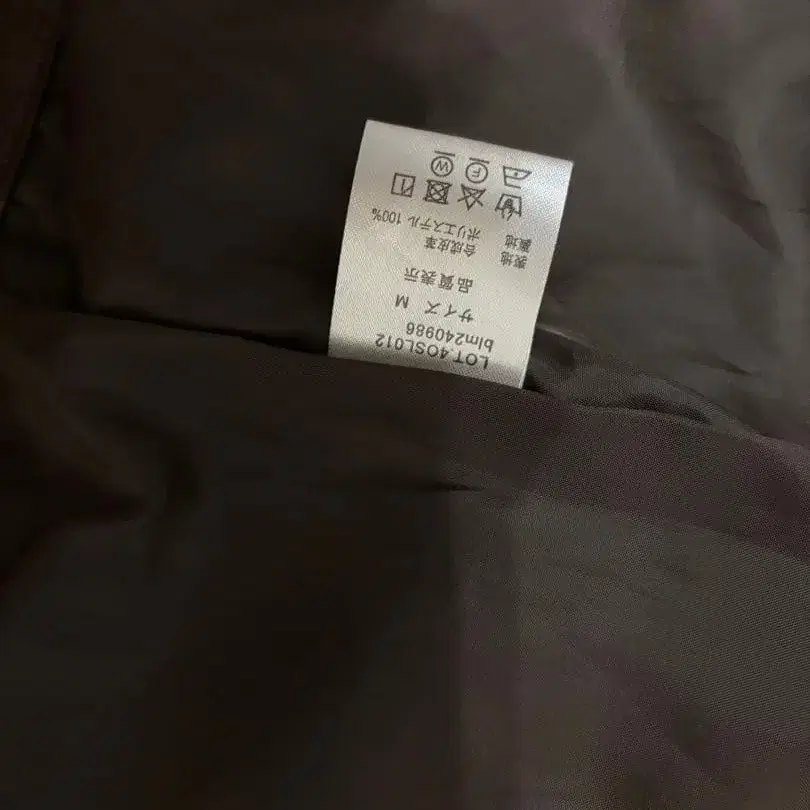 LOT.4OSL012
blm240986
サイズ M
品質表示
表地 合成皮革
裏地 ポリエステル 100%
F W